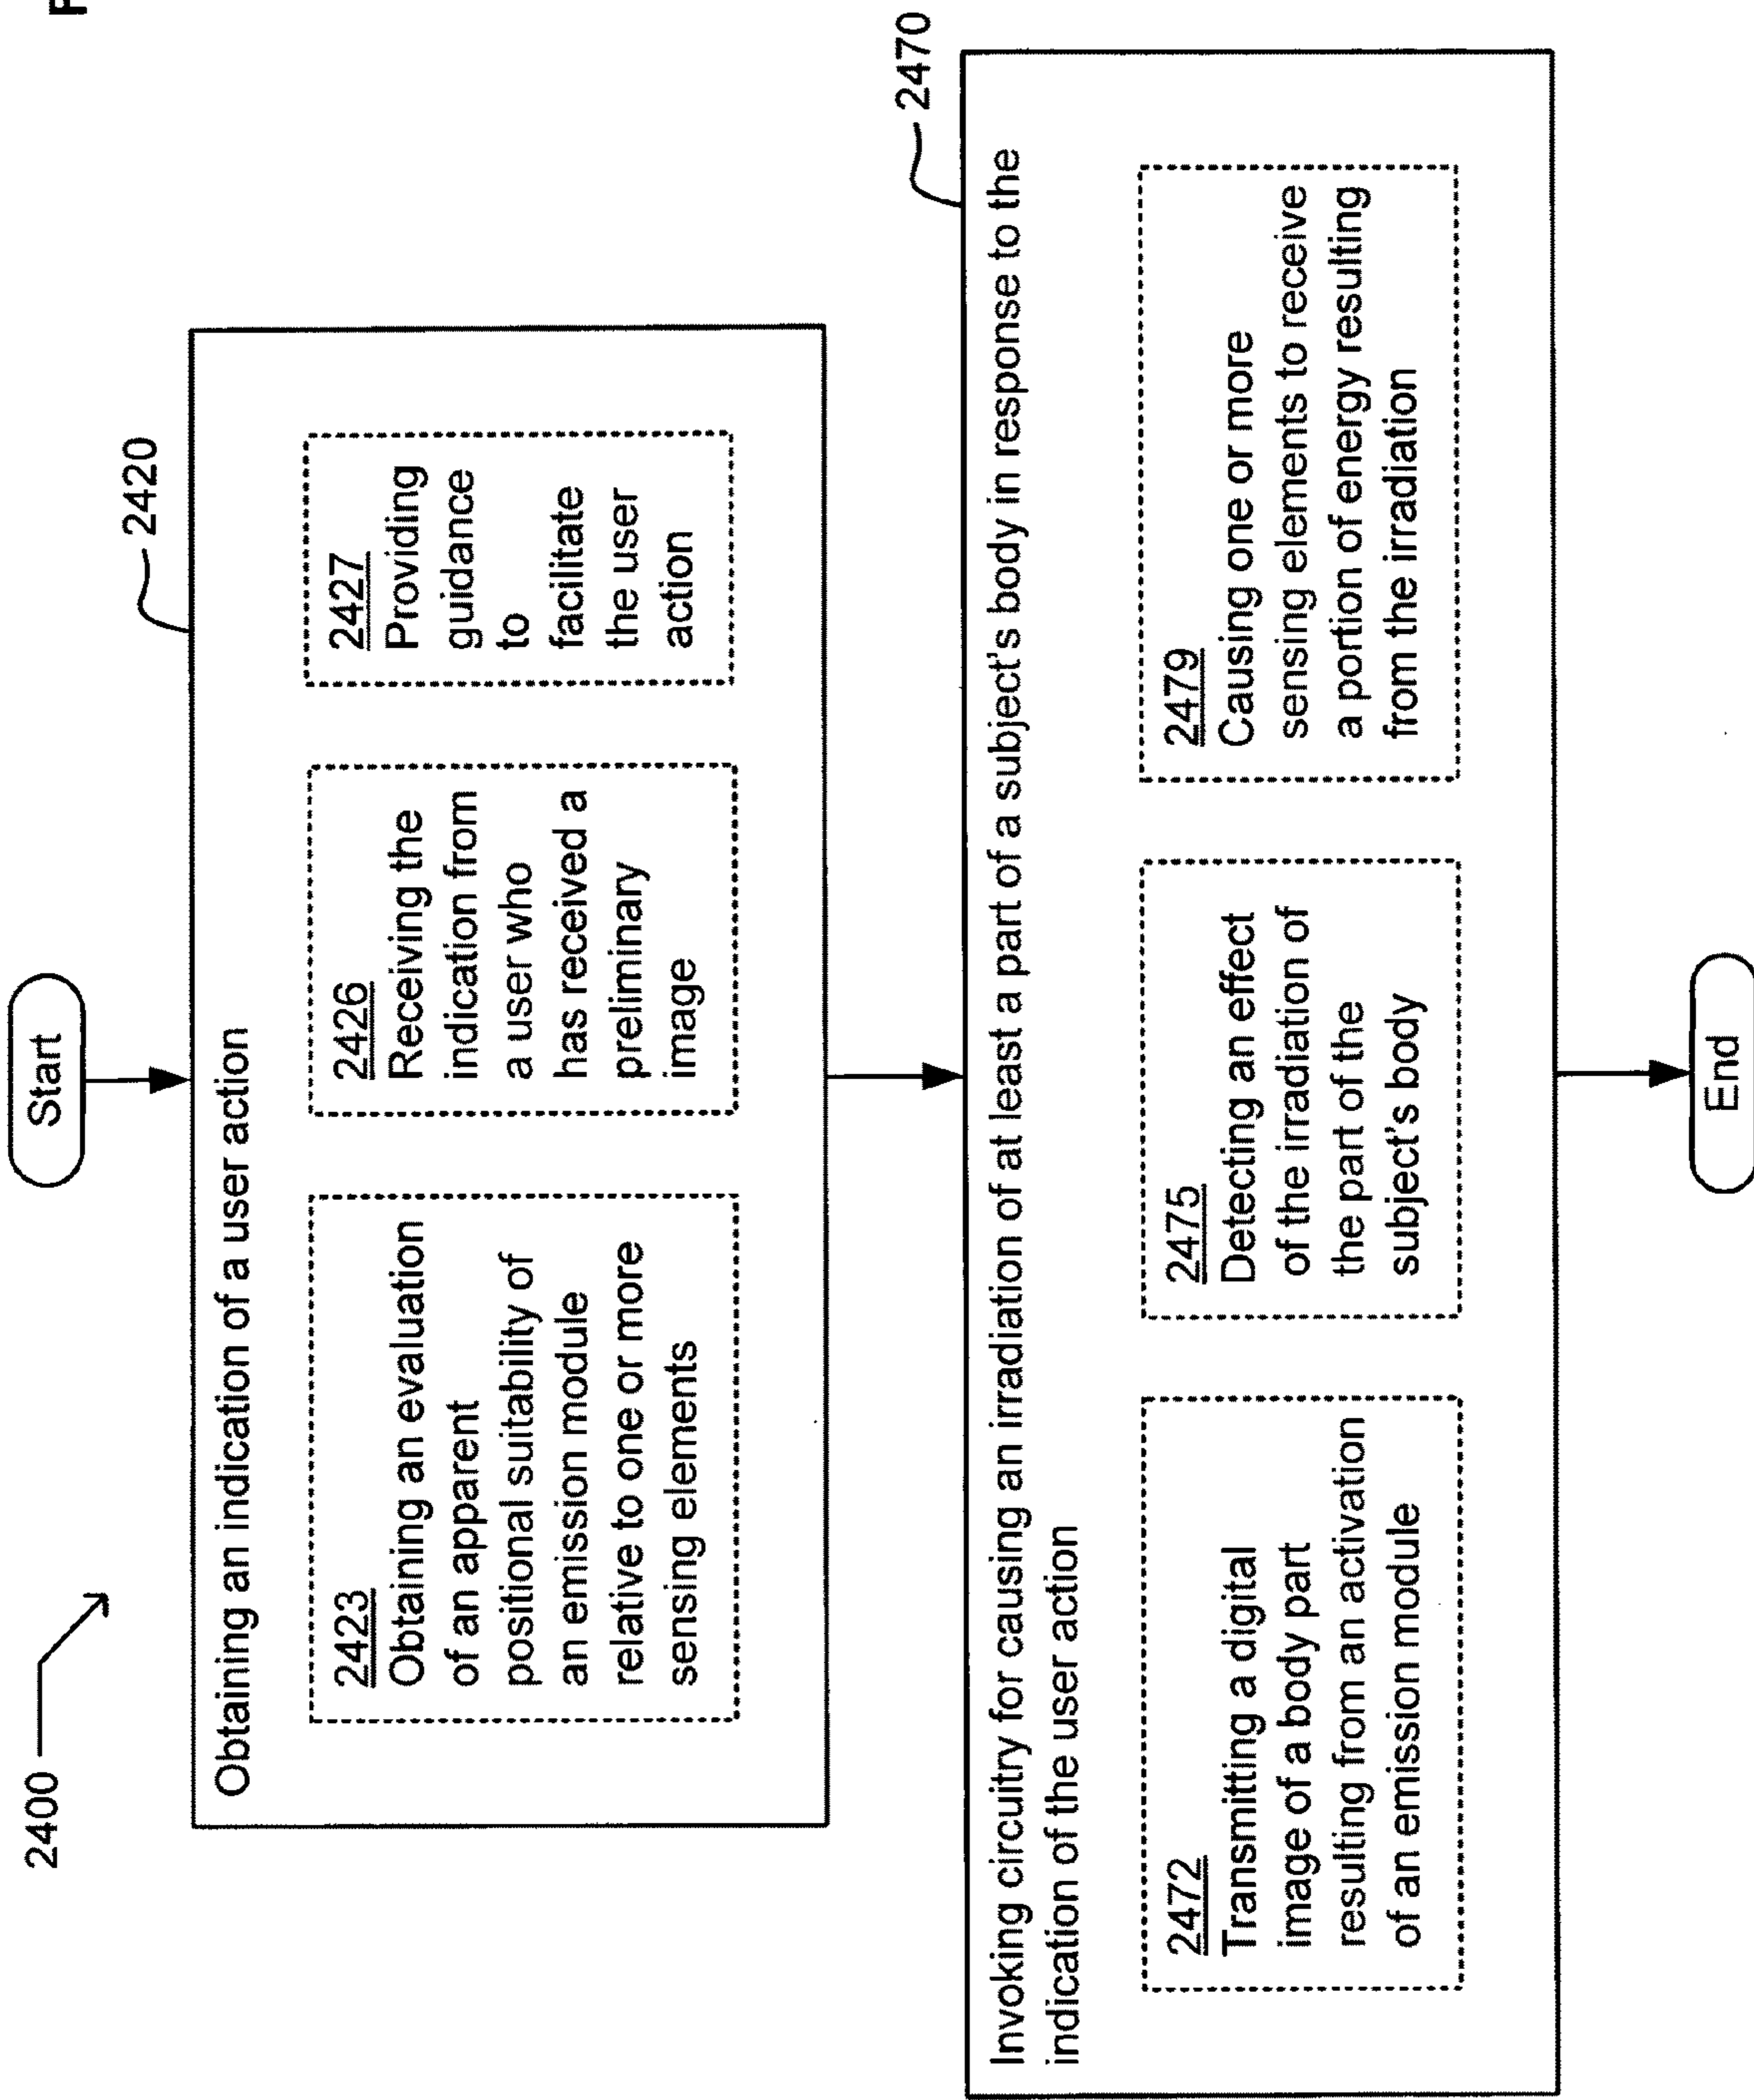 F
2400
Start
2420
Obtaining an indication of a user action
2423
Obtaining an evaluation
of an apparent
positional suitability of
an emission module
relative to one or more
sensing elements
2426
Receiving the
indication from
a user who
has received a
preliminary
image
2427
Providing
guidance
to
facilitate
the user
action
2470
Invoking circuitry for causing an irradiation of at least a part of a subject's body in response to the
indication of the user action
2472
Transmitting a digital
image of a body part
resulting from an activation
of an emission module
2475
Detecting an effect
of the irradiation of
the part of the
subject's body
2479
Causing one or more
sensing elements to receive
a portion of energy resulting
from the irradiation
End